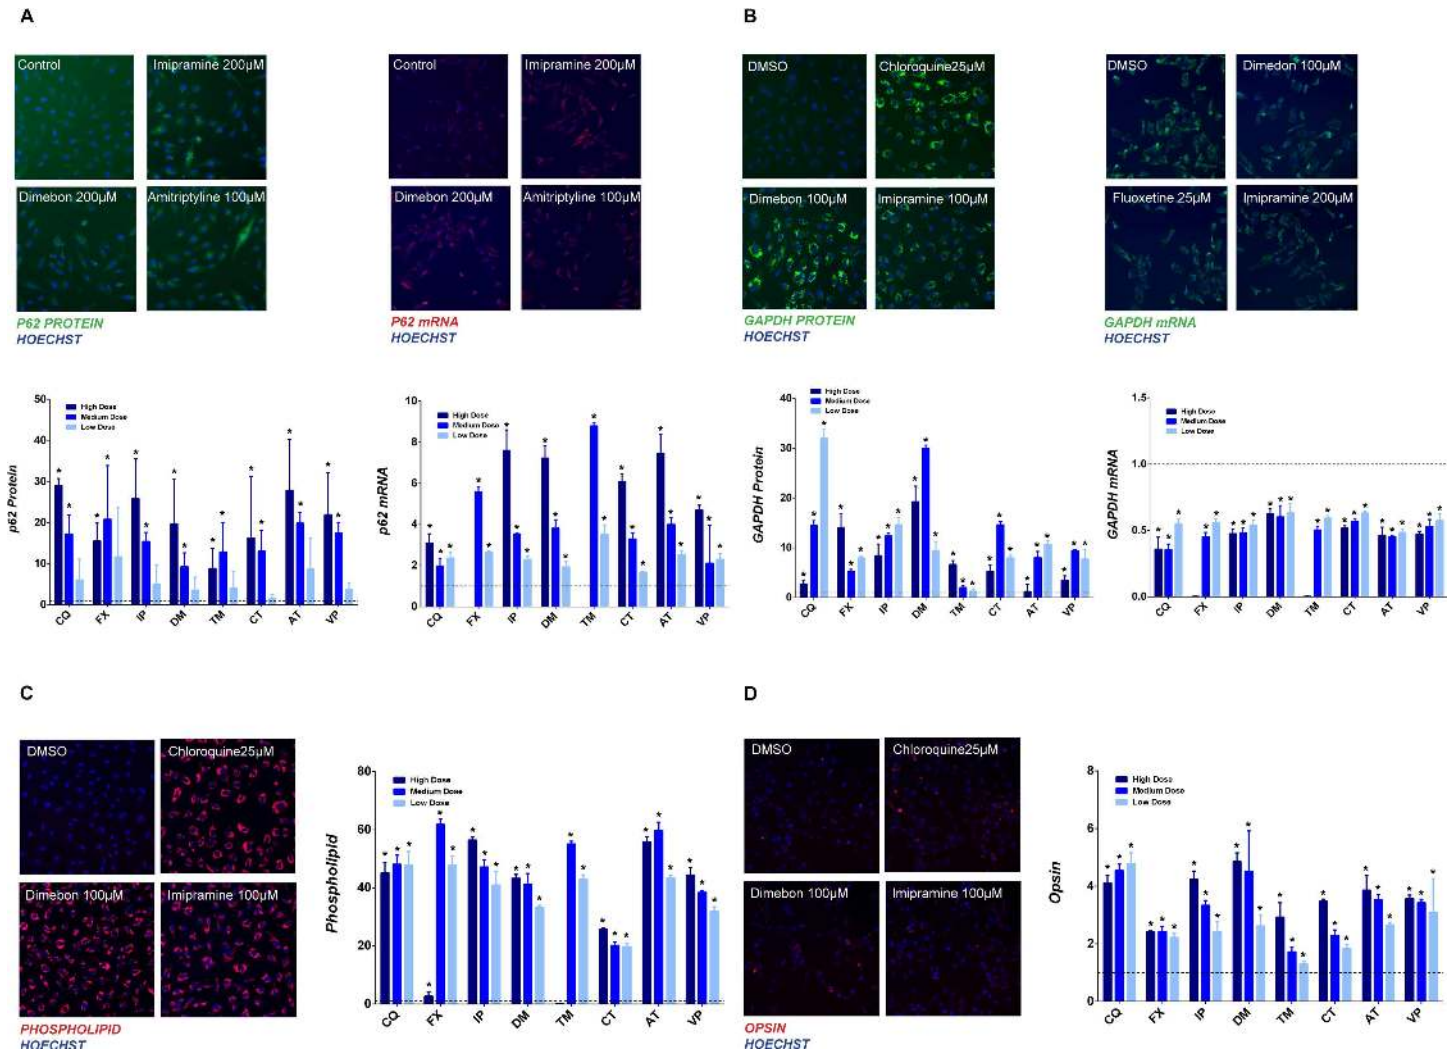 A
B
Control
Imipramine 200µM
Dimebon 200µM
Amitriptyline 100µM
P62 PROTEIN
HOECHST
Control
Imipramine 200µM
Dimebon 200µM
Amitriptyline 100µM
P62 mRNA
HOECHST
DMSO
Chloroquine25µM
Dimebon 100µM
Imipramine 100µM
GAPDH PROTEIN
HOECHST
DMSO
Dimedon 100µM
Fluoxetine 25µM
Imipramine 200µM
GAPDH mRNA
HOECHST
p62 Protein
50
40
30
20
10
0
High Dose
Medium Dose
Low Dose
* * * * * * * * * * * * * * * *
CQ FX IP DM TM CT AT VP
p62 mRNA
10
8
6
4
2
0
High Dose
Medium Dose
Low Dose
* * * * * * * * * * * * * * * * * * * * * *
CQ FX IP DM TM CT AT VP
GAPDH Protein
40
30
20
10
0
High Dose
Medium Dose
Low Dose
* * * * * * * * * * * * * * * * * * * * * * * *
CQ FX IP DM TM CT AT VP
GAPDH mRNA
1.5
1.0
0.5
0.0
High Dose
Medium Dose
Low Dose
* * * * * * * * * * * * * * * * * * * * * *
CQ FX IP DM TM CT AT VP
C
D
DMSO
Chloroquine25µM
Dimebon 100µM
Imipramine 100µM
PHOSPHOLIPID
HOECHST
Phospholipid
80
60
40
20
0
High Dose
Medium Dose
Low Dose
* * * * * * * * * * * * * * * * * * * * * * *
CQ FX IP DM TM CT AT VP
DMSO
Chloroquine25µM
Dimebon 100µM
Imipramine 100µM
OPSIN
HOECHST
Opsin
8
6
4
2
0
High Dose
Medium Dose
Low Dose
* * * * * * * * * * * * * * * * * * * * * * * *
CQ FX IP DM TM CT AT VP